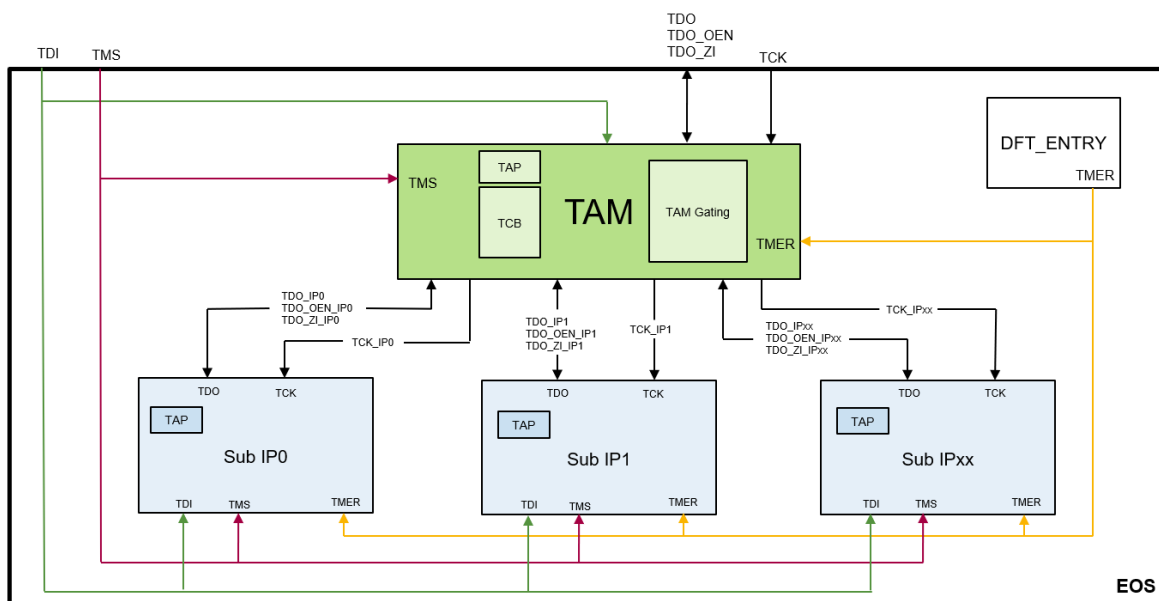 TDO
TDO_OEN
TDO_ZI
TDI
TMS
TCK
DFT_ENTRY
TMER
TAP
TMS
TCB
TAM
TAM Gating
TMER
TDO_IP0
TDO_OEN_IP0
TDO_ZI_IP0
TCK_IP0
TDO_IP1
TDO_OEN_IP1
TDO_ZI_IP1
TCK_IP1
TDO_IPxx
TDO_OEN_IPxx
TDO_ZI_IPxx
TCK_IPxx
TDO
TCK
TAP
Sub IP0
TDI
TMS
TMER
TDO
TCK
TAP
Sub IP1
TDI
TMS
TMER
TDO
TCK
TAP
Sub IPxx
TDI
TMS
TMER
EOS